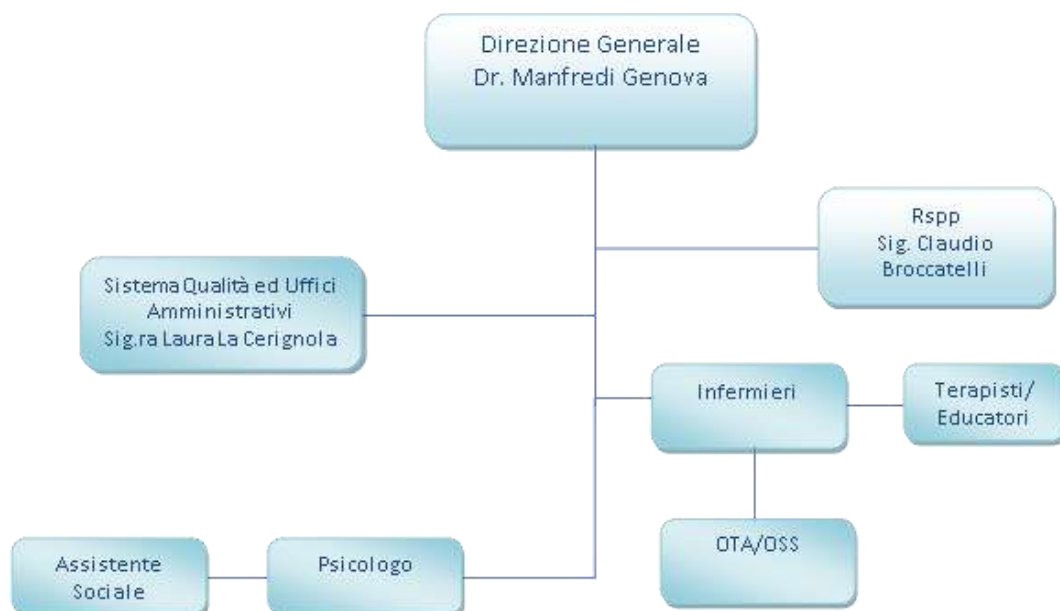 Direzione Generale
Dr. Manfredi Genova
Rspp
Sig. Claudio
Broccatelli
Sistema Qualità ed Uffici
Amministrativi
Sig.ra Laura La Cerignola
Infermieri
Terapisti/
Educatori
OTA/OSS
Assistente
Sociale
Psicologo